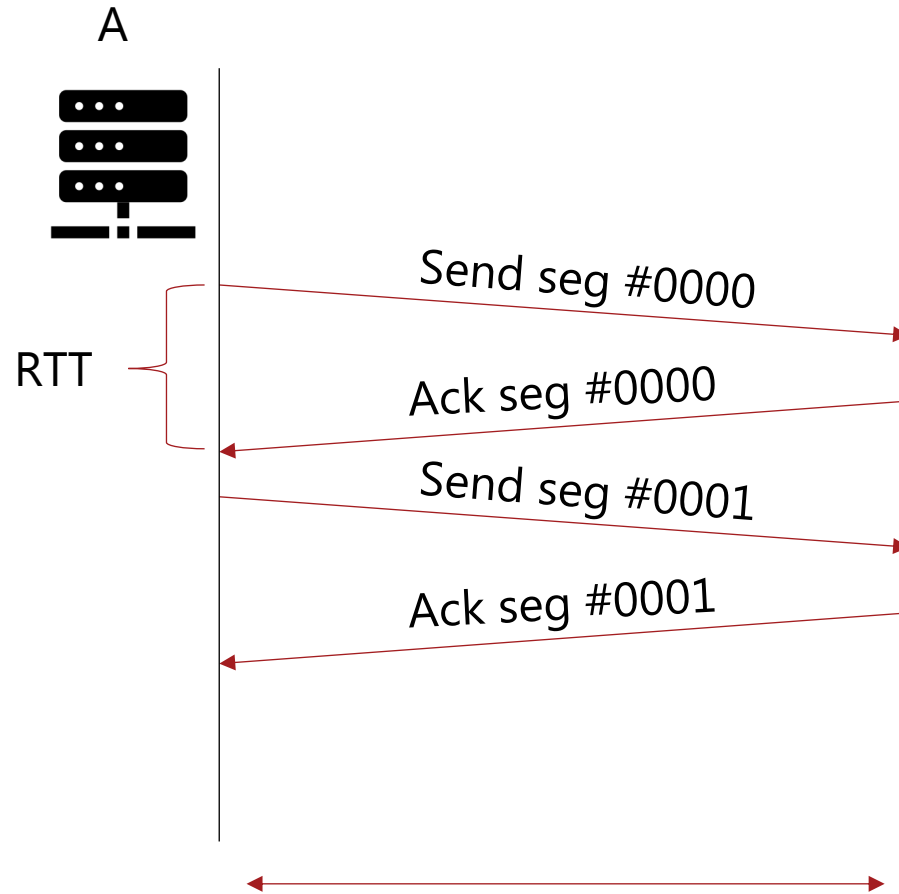 A
Send seg #0000
RTT
Ack seg #0000
Send seg #0001
Ack seg #0001